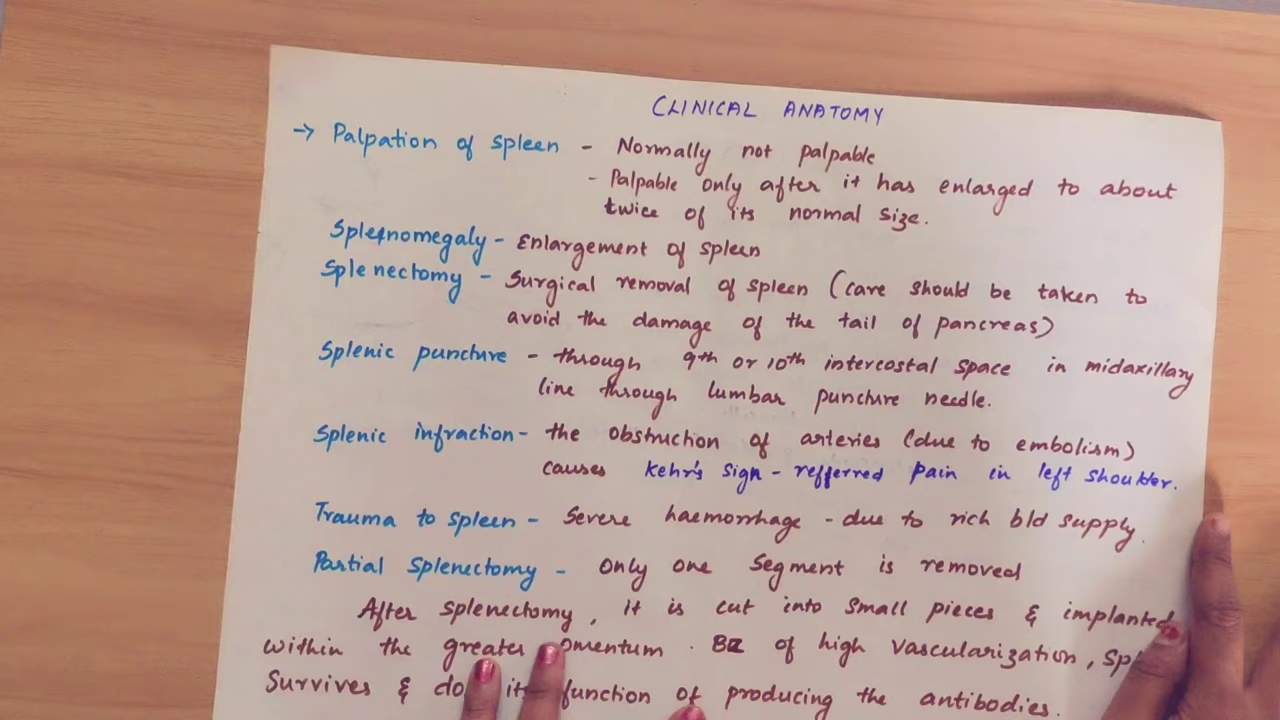 CLINICAL ANATOMY
→ Palpation of spleen - Normally not palpable
- Palpable only after it has enlarged to about
twice of its normal size.
Splenomegaly - Enlargement of spleen
Splenectomy - Surgical removal of spleen (care should be taken to
avoid the damage of the tail of pancreas)
Splenic puncture - through 9th or 10th intercostal space in midaxillary
line through lumbar puncture needle.
Splenic infraction - the obstruction of arteries (due to embolism)
causes kehr's sign - refferred pain in left shoulder.
Trauma to spleen - Severe haemorrhage - due to rich bld supply.
Partial splenectomy - only one segment is removed
After splenectomy, it is cut into small pieces & implanted
within the greater omentum. Bz of high vascularization,
Survives & do its function of producing the antibodies.